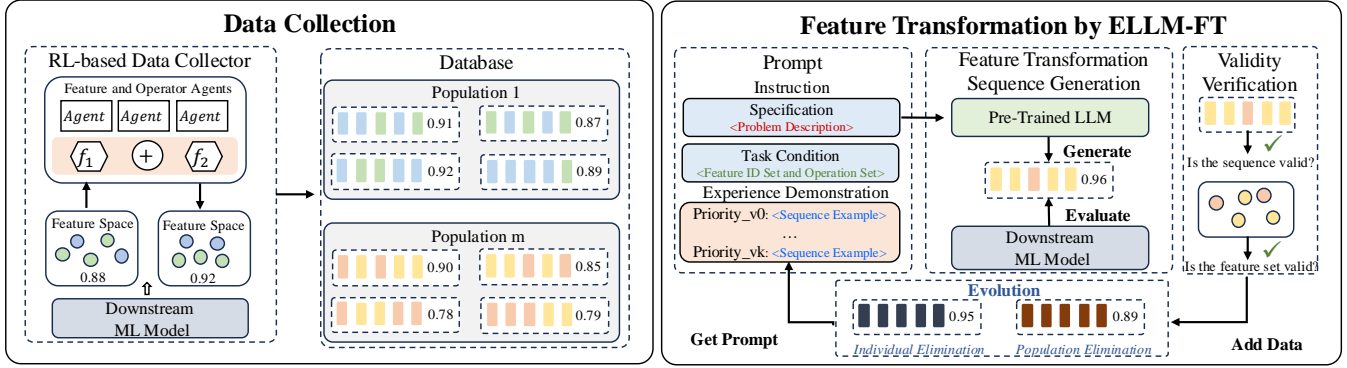 Data Collection
RL-based Data Collector
Feature and Operator Agents
Agent Agent Agent
f1 + f2
Feature Space
0.88
Feature Space
0.92
Downstream
ML Model
Database
Population 1
0.91 0.87
0.92 0.89
Population m
0.90 0.85
0.78 0.79
Feature Transformation by ELLM-FT
Prompt
Instruction
Specification
<Problem Description>
Task Condition
<Feature ID Set and Operation Set>
Experience Demonstration
Priority_v0: <Sequence Example>
...
Priority_vk: <Sequence Example>
Feature Transformation
Sequence Generation
Pre-Trained LLM
Generate
0.96
Evaluate
Downstream
ML Model
Validity
Verification
✓
Is the sequence valid?
✓
Is the feature set valid?
Evolution
0.95 0.89
Individual Elimination Population Elimination
Get Prompt
Add Data